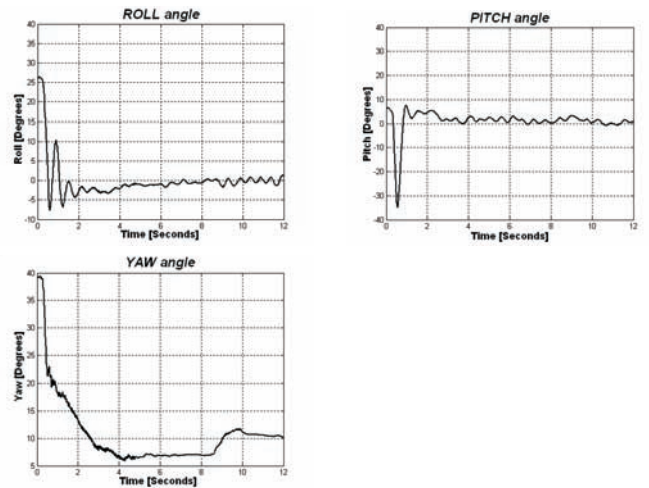 ROLL angle
40
35
30
25
20
15
10
5
0
-5
-10
Roll [Degrees]
0 2 4 6 8 10 12
Time [Seconds]
PITCH angle
40
30
20
10
0
-10
-20
-30
-40
Pitch [Degrees]
0 2 4 6 8 10 12
Time [Seconds]
YAW angle
40
35
30
25
20
15
10
5
Yaw [Degrees]
0 2 4 6 8 10 12
Time [Seconds]